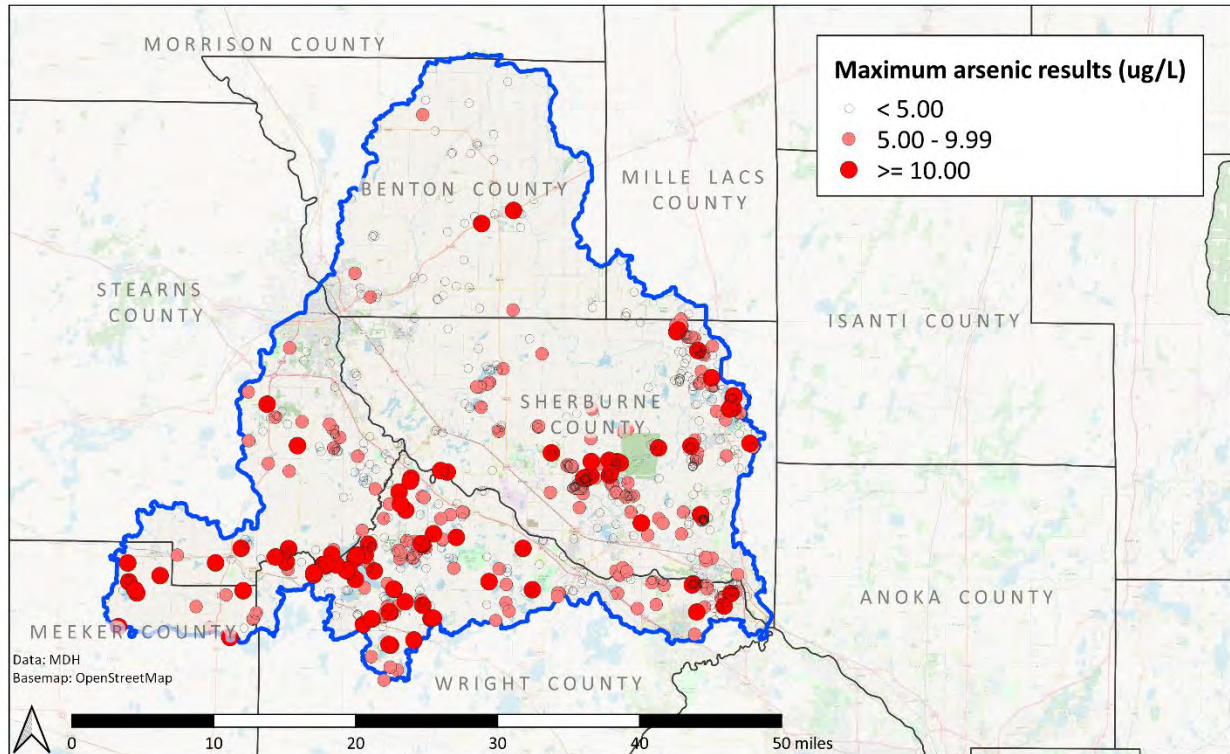 MORRISON COUNTY
Maximum arsenic results (ug/L)
< 5.00
5.00 - 9.99
>= 10.00
BENTON COUNTY
MILLE LACS
COUNTY
STEARNS
COUNTY
ISANTI COUNTY
SHERBURNE
COUNTY
ANOKA COUNTY
MEEKER COUNTY
Data: MDH
Basemap: OpenStreetMap
WRIGHT COUNTY
0 10 20 30 40 50 miles